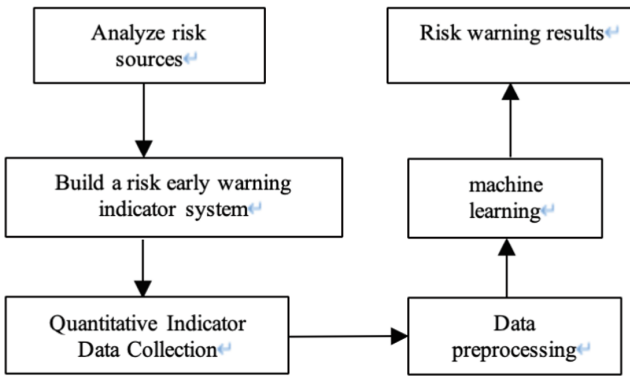 Analyze risk
sources
Build a risk early warning
indicator system
Quantitative Indicator
Data Collection
Data
preprocessing
machine
learning
Risk warning results